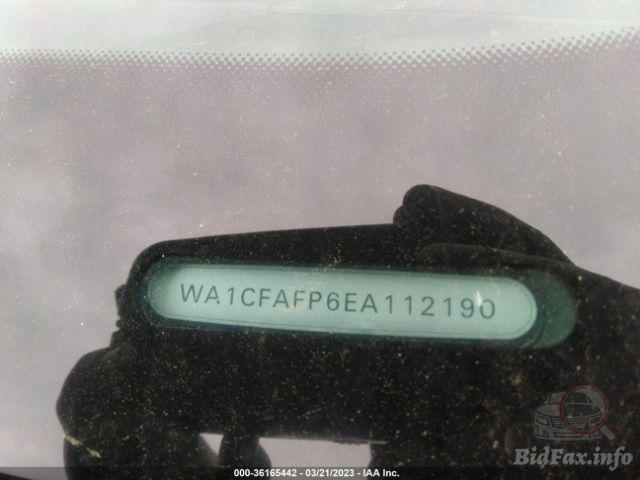 WA1CFAFP6EA112190
BidFax.info
000-36165442 - 03/21/2023 - IAA Inc.